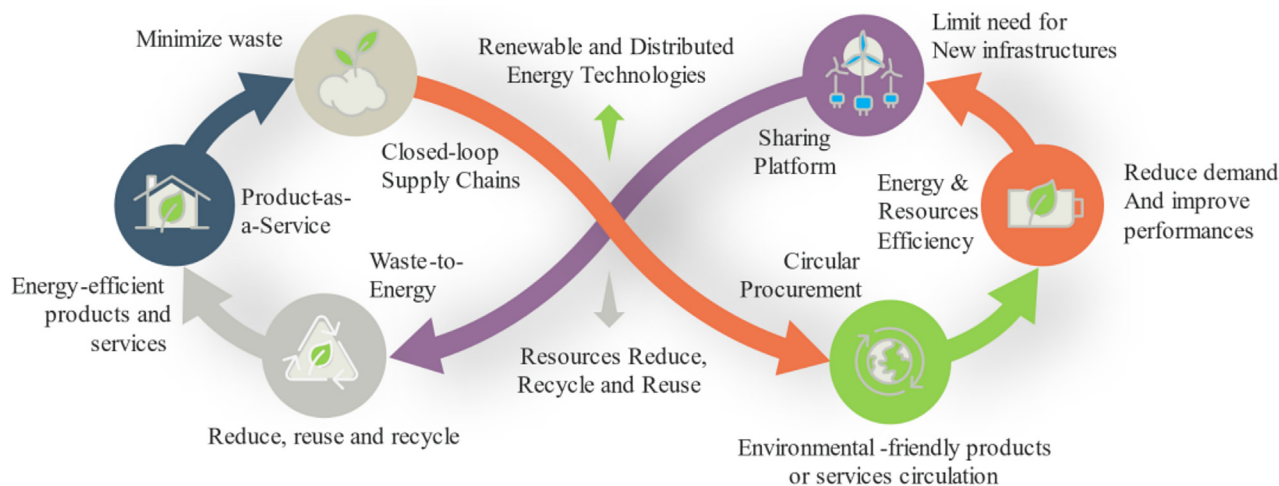 Minimize waste
Closed-loop
Supply Chains
Product-as-
a-Service
Energy-efficient
products and
services
Waste-to-
Energy
Reduce, reuse and recycle
Renewable and Distributed
Energy Technologies
Resources Reduce,
Recycle and Reuse
Limit need for
New infrastructures
Sharing
Platform
Energy &
Resources
Efficiency
Reduce demand
And improve
performances
Circular
Procurement
Environmental -friendly products
or services circulation